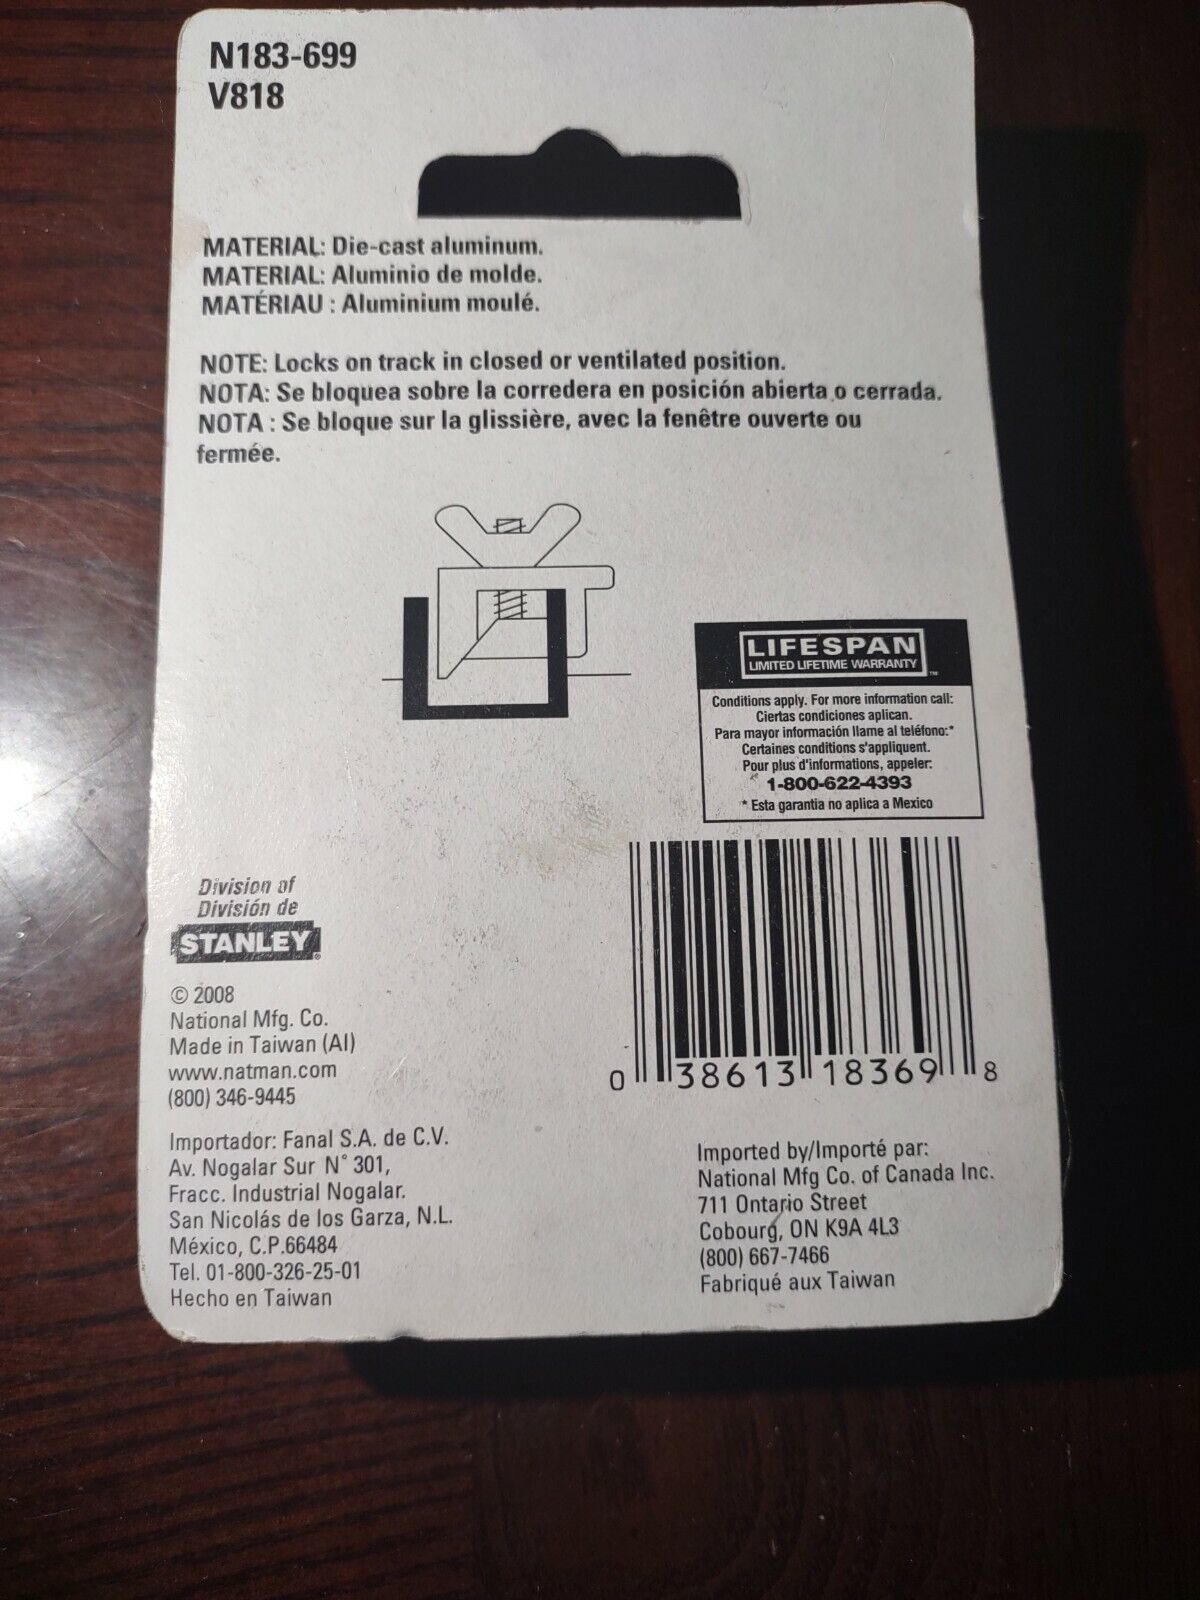 N183-699
V818
MATERIAL: Die-cast aluminum.
MATERIAL: Aluminio de molde.
MATÉRIAU : Aluminium moulé.
NOTE: Locks on track in closed or ventilated position.
NOTA: Se bloquea sobre la corredera en posición abierta o cerrada.
NOTA : Se bloque sur la glissière, avec la fenêtre ouverte ou
fermée.
LIFESPAN
LIMITED LIFETIME WARRANTY™
Conditions apply. For more information call:
Ciertas condiciones aplican.
Para mayor información llame al teléfono:*
Certaines conditions s'appliquent.
Pour plus d'informations, appeler:
1-800-622-4393
* Esta garantia no aplica a Mexico
Division of
División de
STANLEY®
© 2008
National Mfg. Co.
Made in Taiwan (AI)
www.natman.com
(800) 346-9445
0 38613 18369 8
Importador: Fanal S.A. de C.V.
Av. Nogalar Sur N° 301,
Fracc. Industrial Nogalar.
San Nicolás de los Garza, N.L.
México, C.P.66484
Tel. 01-800-326-25-01
Hecho en Taiwan
Imported by/Importé par:
National Mfg Co. of Canada Inc.
711 Ontario Street
Cobourg, ON K9A 4L3
(800) 667-7466
Fabriqué aux Taiwan